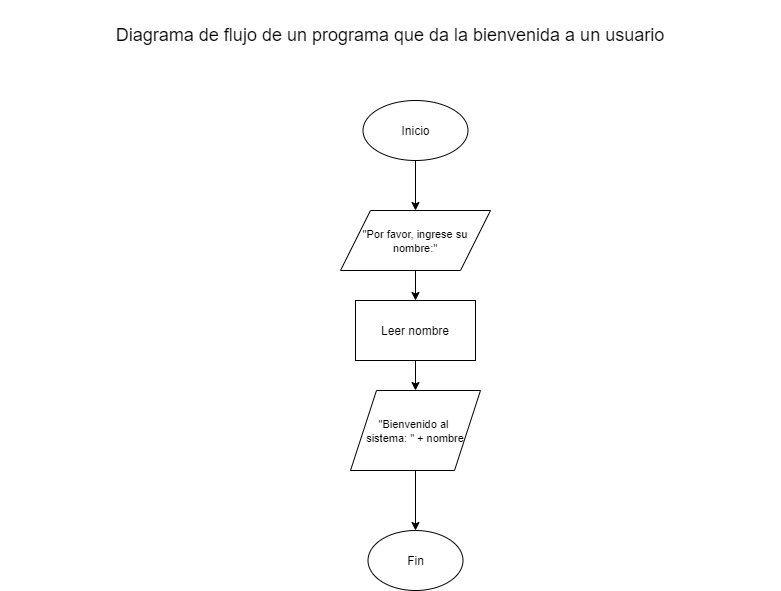 Diagrama de flujo de un programa que da la bienvenida a un usuario
Inicio
"Por favor, ingrese su
nombre:"
Leer nombre
"Bienvenido al
sistema: " + nombre
Fin